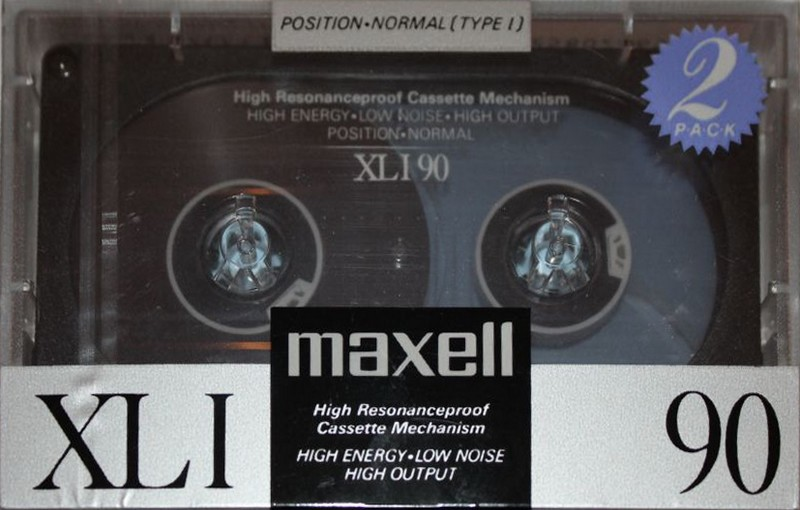 POSITION•NORMAL (TYPE I)
2
P•A•C•K
High Resonanceproof Cassette Mechanism
HIGH ENERGY•LOW NOISE•HIGH OUTPUT
POSITION•NORMAL
XLI 90
maxell
High Resonanceproof
Cassette Mechanism
HIGH ENERGY•LOW NOISE
HIGH OUTPUT
XLI
90